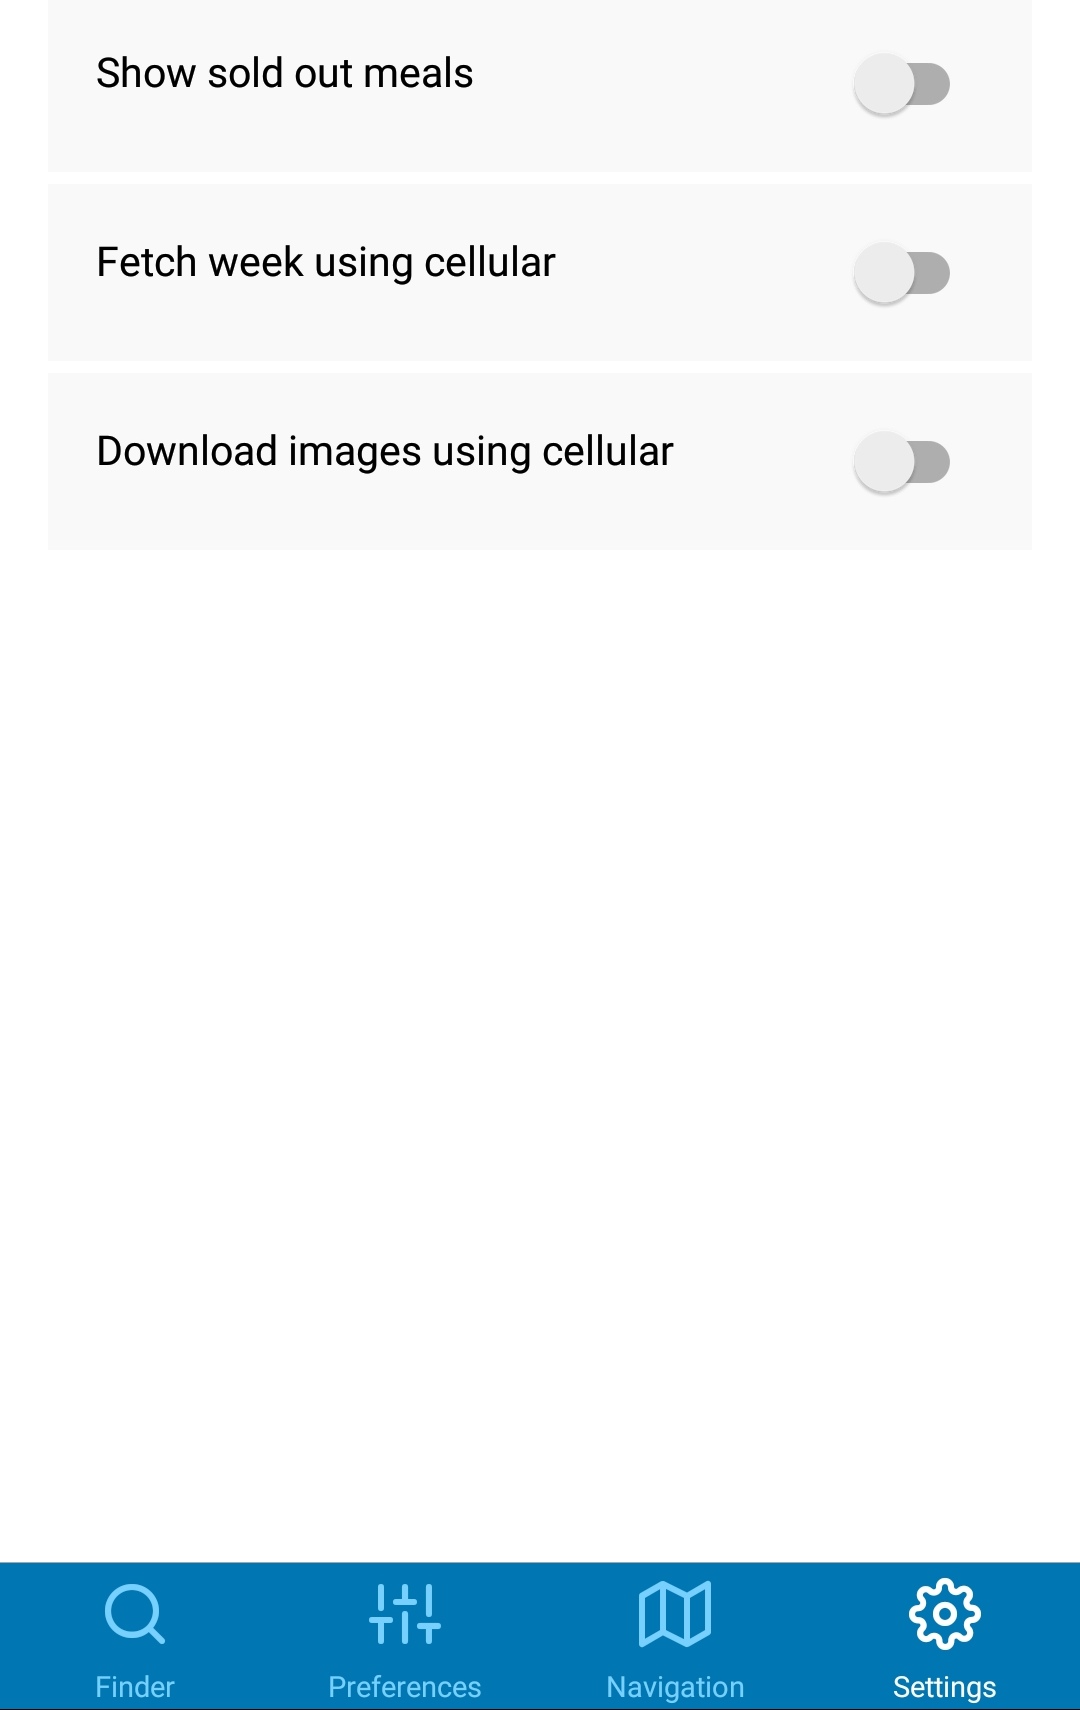 Show sold out meals
Fetch week using cellular
Download images using cellular
Finder
Preferences
Navigation
Settings